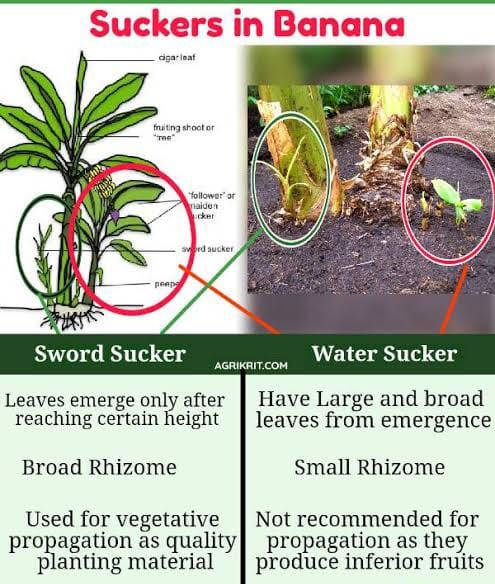 Suckers in Banana
cigar leaf
fruiting shoot or
"tree"
"follower" or
maiden
sucker
sword sucker
peepe
Sword Sucker
AGRIKRIT.COM
Water Sucker
Leaves emerge only after
reaching certain height
Have Large and broad
leaves from emergence
Broad Rhizome
Small Rhizome
Used for vegetative
propagation as quality
planting material
Not recommended for
propagation as they
produce inferior fruits